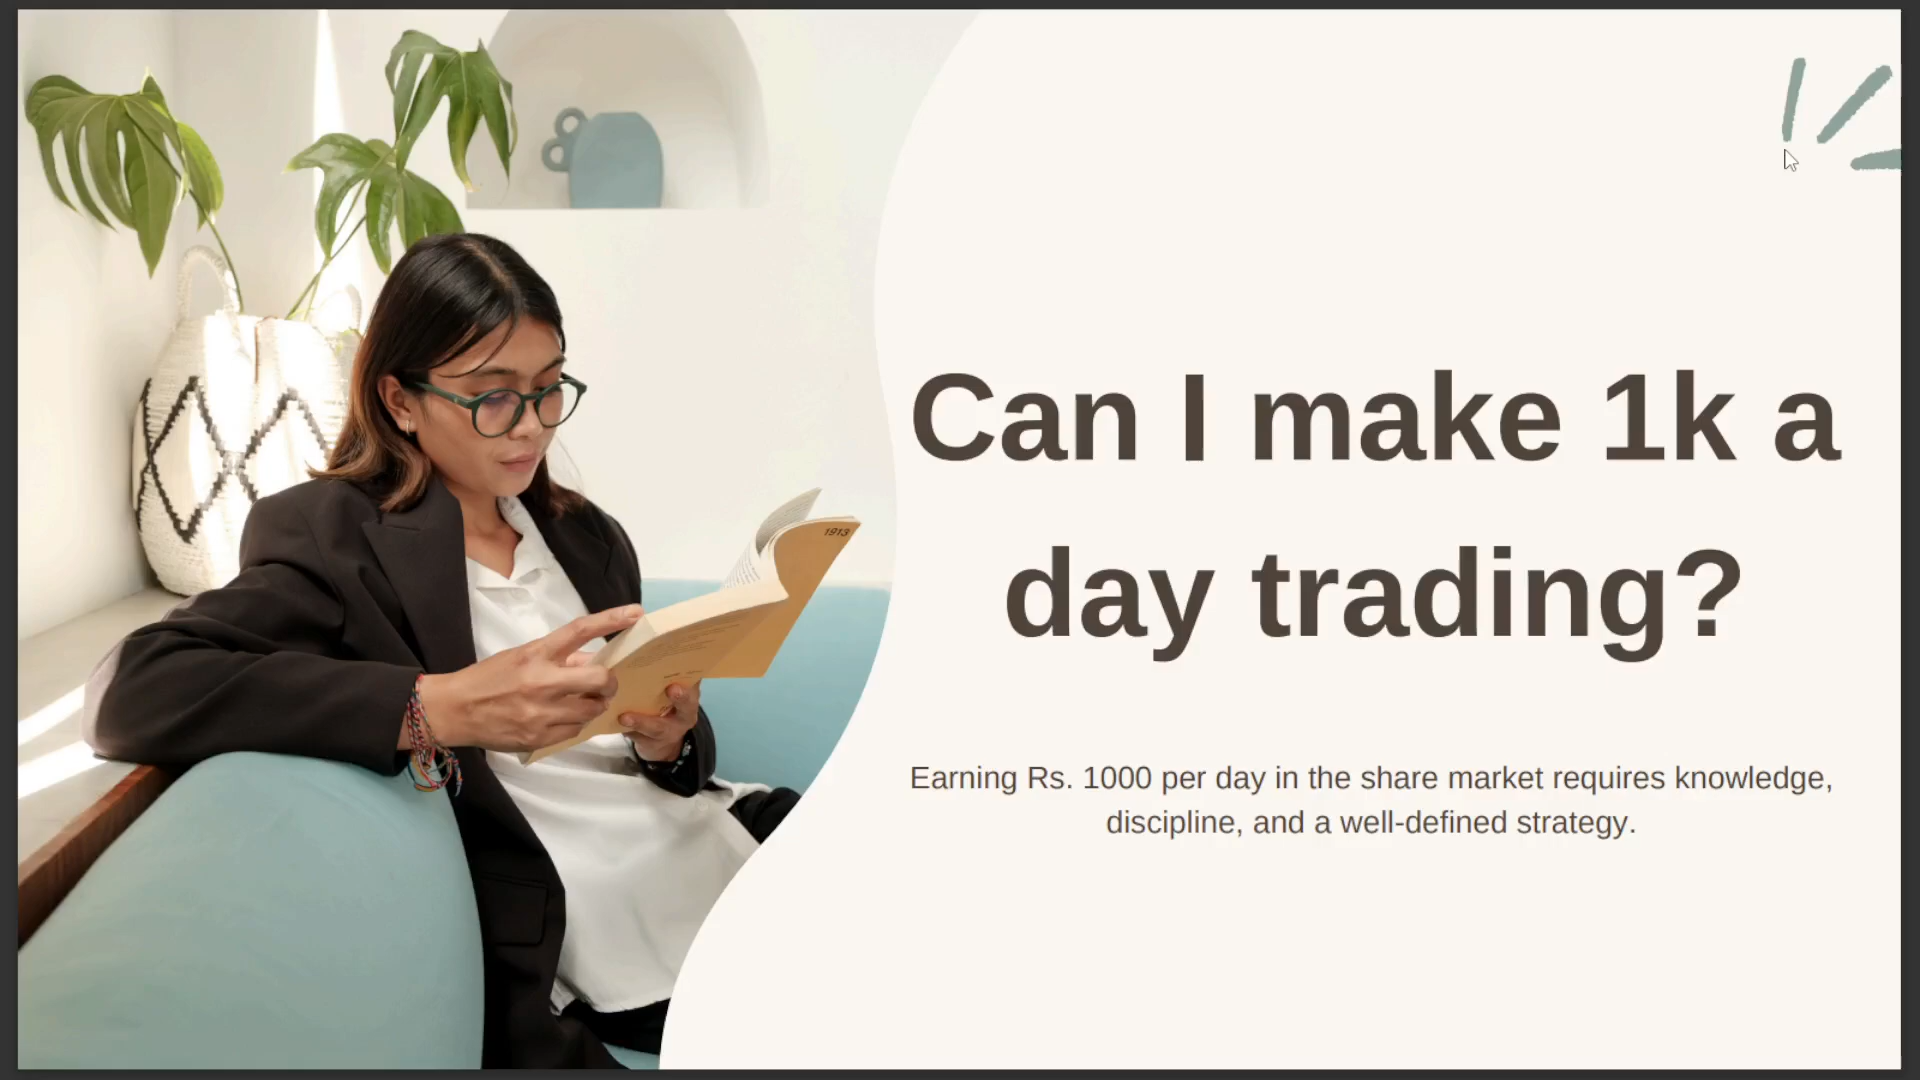 Can I make 1k a
day trading?
Earning Rs. 1000 per day in the share market requires knowledge,
discipline, and a well-defined strategy.
1913